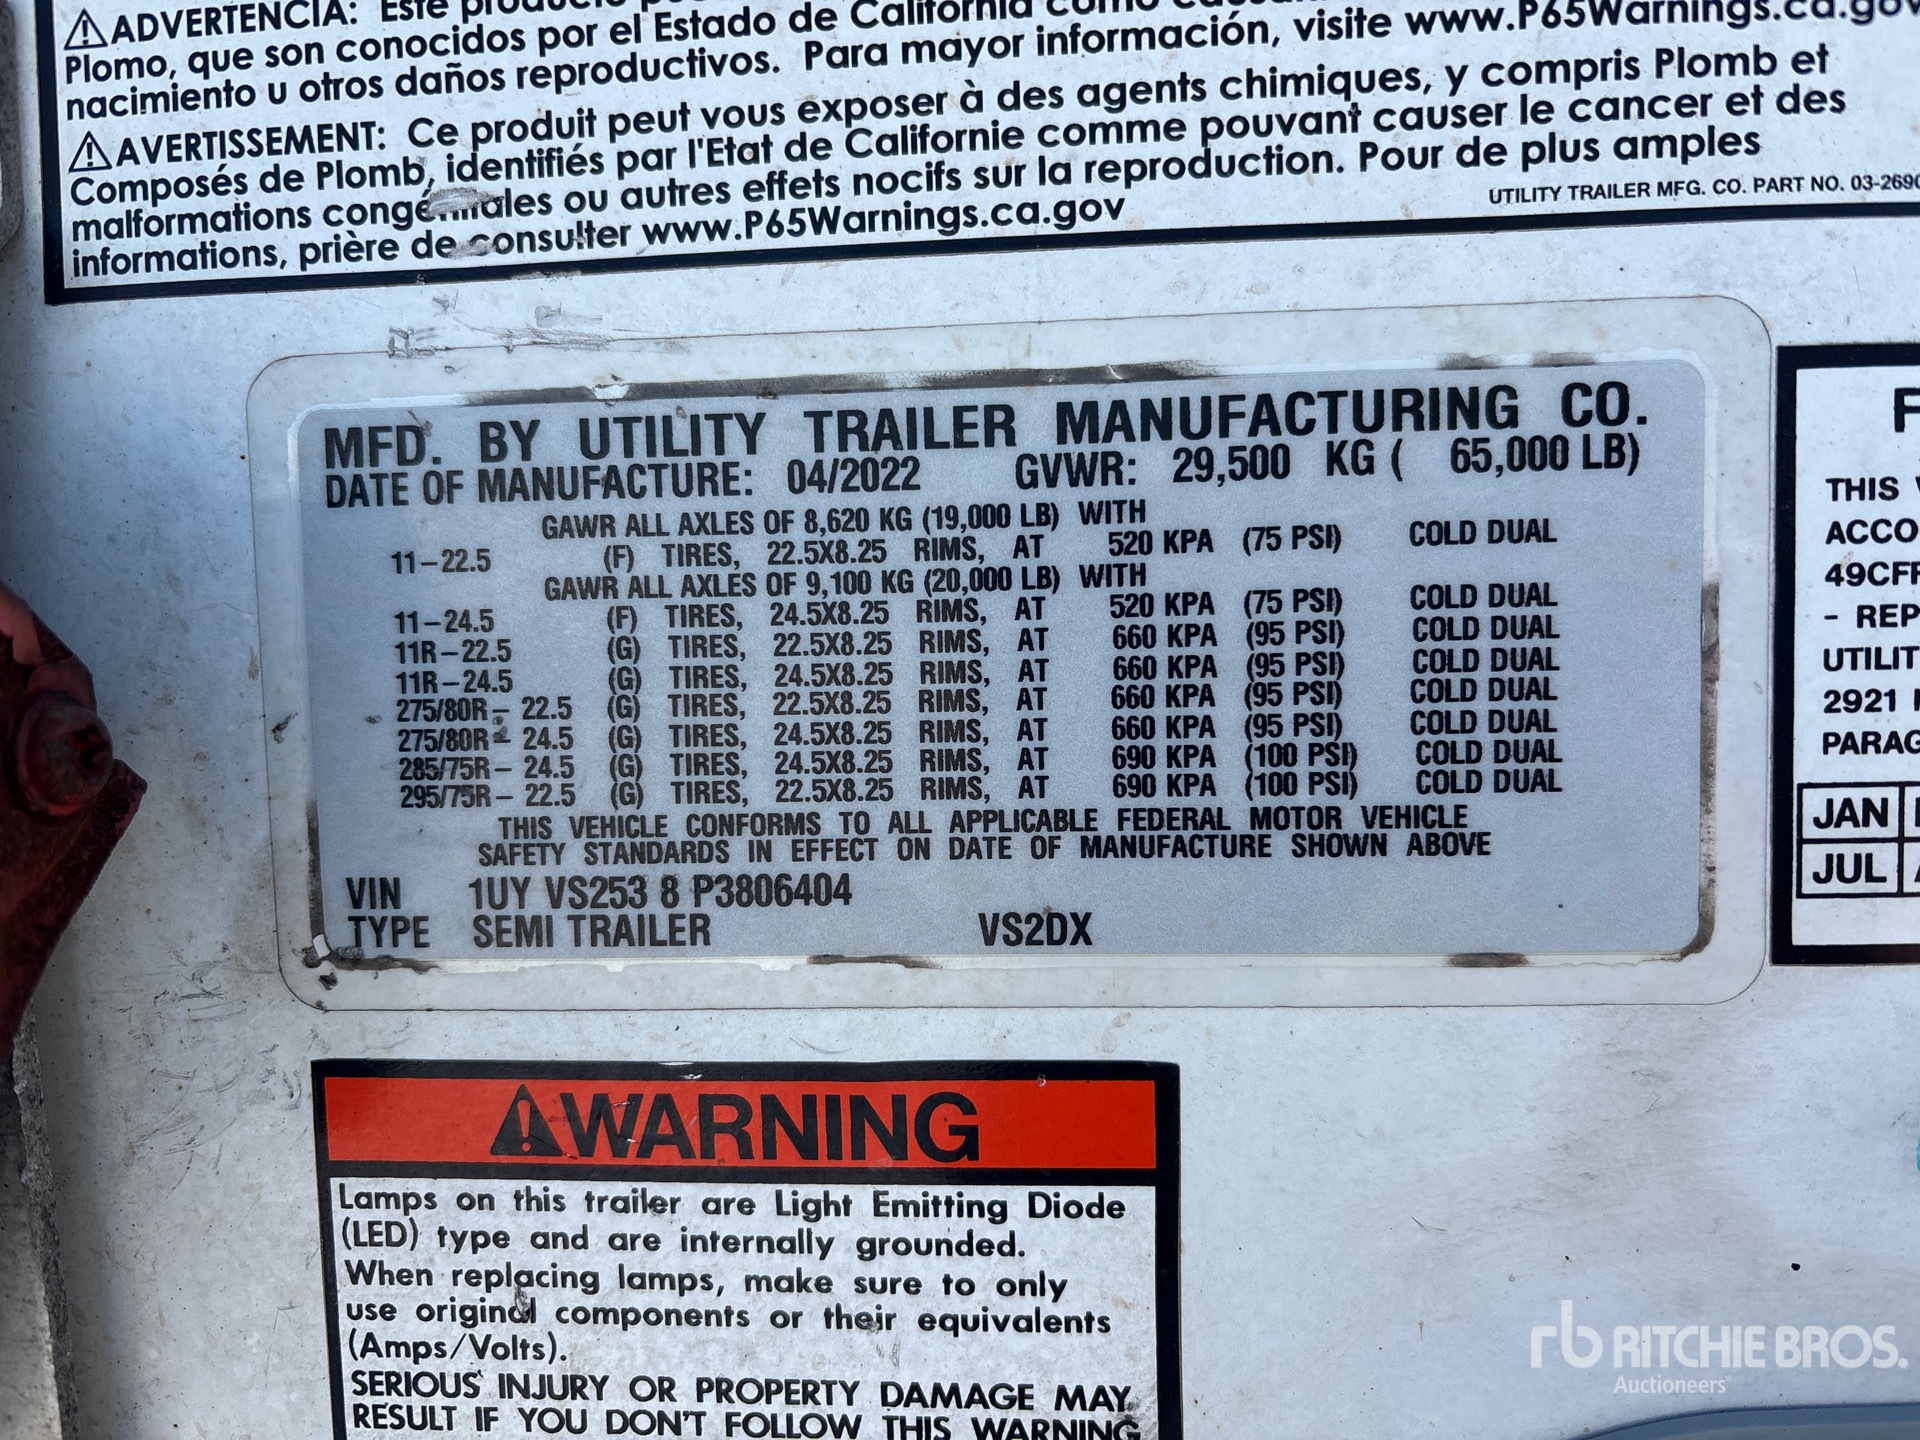 ⚠ADVERTENCIA: Este
Plomo, que son conocidos por el Estado de California como
nacimiento u otros daños reproductivos. Para mayor información, visite www.P65Warnings.ca.gov
⚠AVERTISSEMENT: Ce produit peut vous exposer à des agents chimiques, y compris Plomb et
Composés de Plomb, identifiés par l'Etat de Californie comme pouvant causer le cancer et des
malformations congénitales ou autres effets nocifs sur la reproduction. Pour de plus amples
informations, prière de consulter www.P65Warnings.ca.gov
UTILITY TRAILER MFG. CO. PART NO. 03-269
MFD. BY UTILITY TRAILER MANUFACTURING CO.
DATE OF MANUFACTURE: 04/2022 GVWR: 29,500 KG ( 65,000 LB)
GAWR ALL AXLES OF 8,620 KG (19,000 LB) WITH
11-22.5 (F) TIRES, 22.5X8.25 RIMS, AT 520 KPA (75 PSI) COLD DUAL
GAWR ALL AXLES OF 9,100 KG (20,000 LB) WITH
11-24.5 (F) TIRES, 24.5X8.25 RIMS, AT 520 KPA (75 PSI) COLD DUAL
11R-22.5 (G) TIRES, 22.5X8.25 RIMS, AT 660 KPA (95 PSI) COLD DUAL
11R-24.5 (G) TIRES, 24.5X8.25 RIMS, AT 660 KPA (95 PSI) COLD DUAL
275/80R- 22.5 (G) TIRES, 22.5X8.25 RIMS, AT 660 KPA (95 PSI) COLD DUAL
275/80R- 24.5 (G) TIRES, 24.5X8.25 RIMS, AT 660 KPA (95 PSI) COLD DUAL
285/75R- 24.5 (G) TIRES, 24.5X8.25 RIMS, AT 690 KPA (100 PSI) COLD DUAL
295/75R- 22.5 (G) TIRES, 22.5X8.25 RIMS, AT 690 KPA (100 PSI) COLD DUAL
THIS VEHICLE CONFORMS TO ALL APPLICABLE FEDERAL MOTOR VEHICLE
SAFETY STANDARDS IN EFFECT ON DATE OF MANUFACTURE SHOWN ABOVE
VIN 1UY VS253 8 P3806404
TYPE SEMI TRAILER VS2DX
THIS
ACCO
49CFR
- REP
UTILIT
2921
PARAG
JAN
JUL
⚠WARNING
Lamps on this trailer are Light Emitting Diode
(LED) type and are internally grounded.
When replacing lamps, make sure to only
use original components or their equivalents
(Amps/Volts).
SERIOUS INJURY OR PROPERTY DAMAGE MAY
RESULT IF YOU DON'T FOLLOW THIS WARNING
rb RITCHIE BROS.
Auctioneers